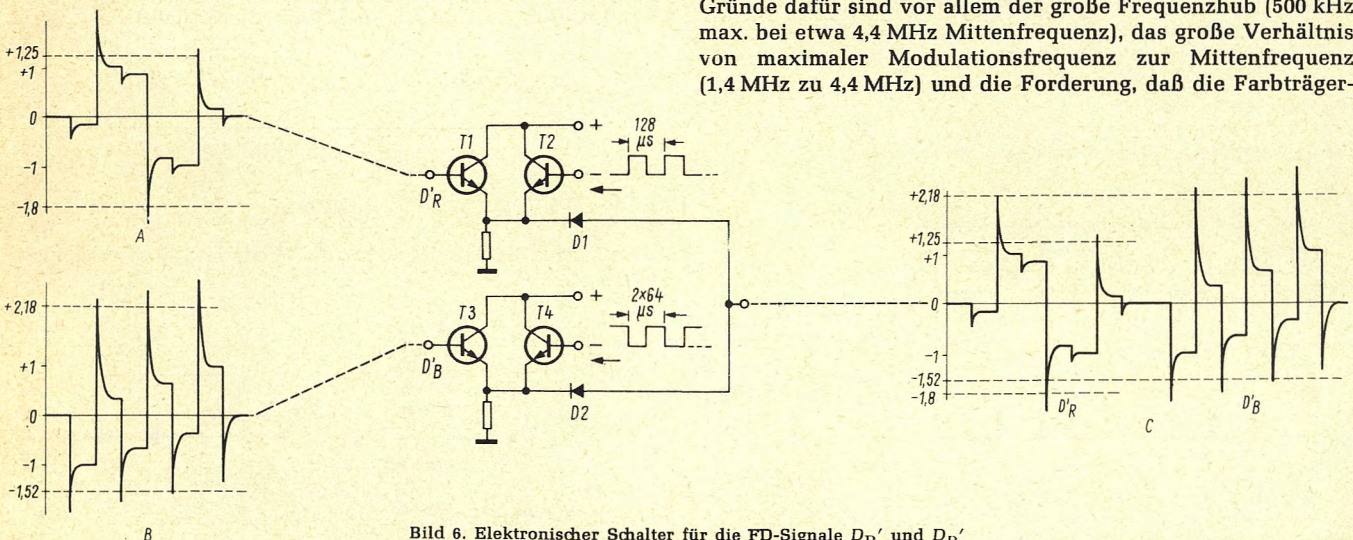 Gründe dafür sind vor allem der große Frequenzhub (500 kHz
max. bei etwa 4,4 MHz Mittenfrequenz), das große Verhältnis
von maximaler Modulationsfrequenz zur Mittenfrequenz
(1,4 MHz zu 4,4 MHz) und die Forderung, daß die Farbträger-
+1,25
+1
0
-1
-1,8
A
D'R
T1
T2
+
-
128
µs
D1
+2,18
+1
0
-1
-1,52
B
D'B
T3
T4
+
-
2x64
µs
D2
+2,18
+1,25
+1
0
-1
-1,52
-1,8
D'R
D'B
C
Bild 6. Elektronischer Schalter für die FD-Signale